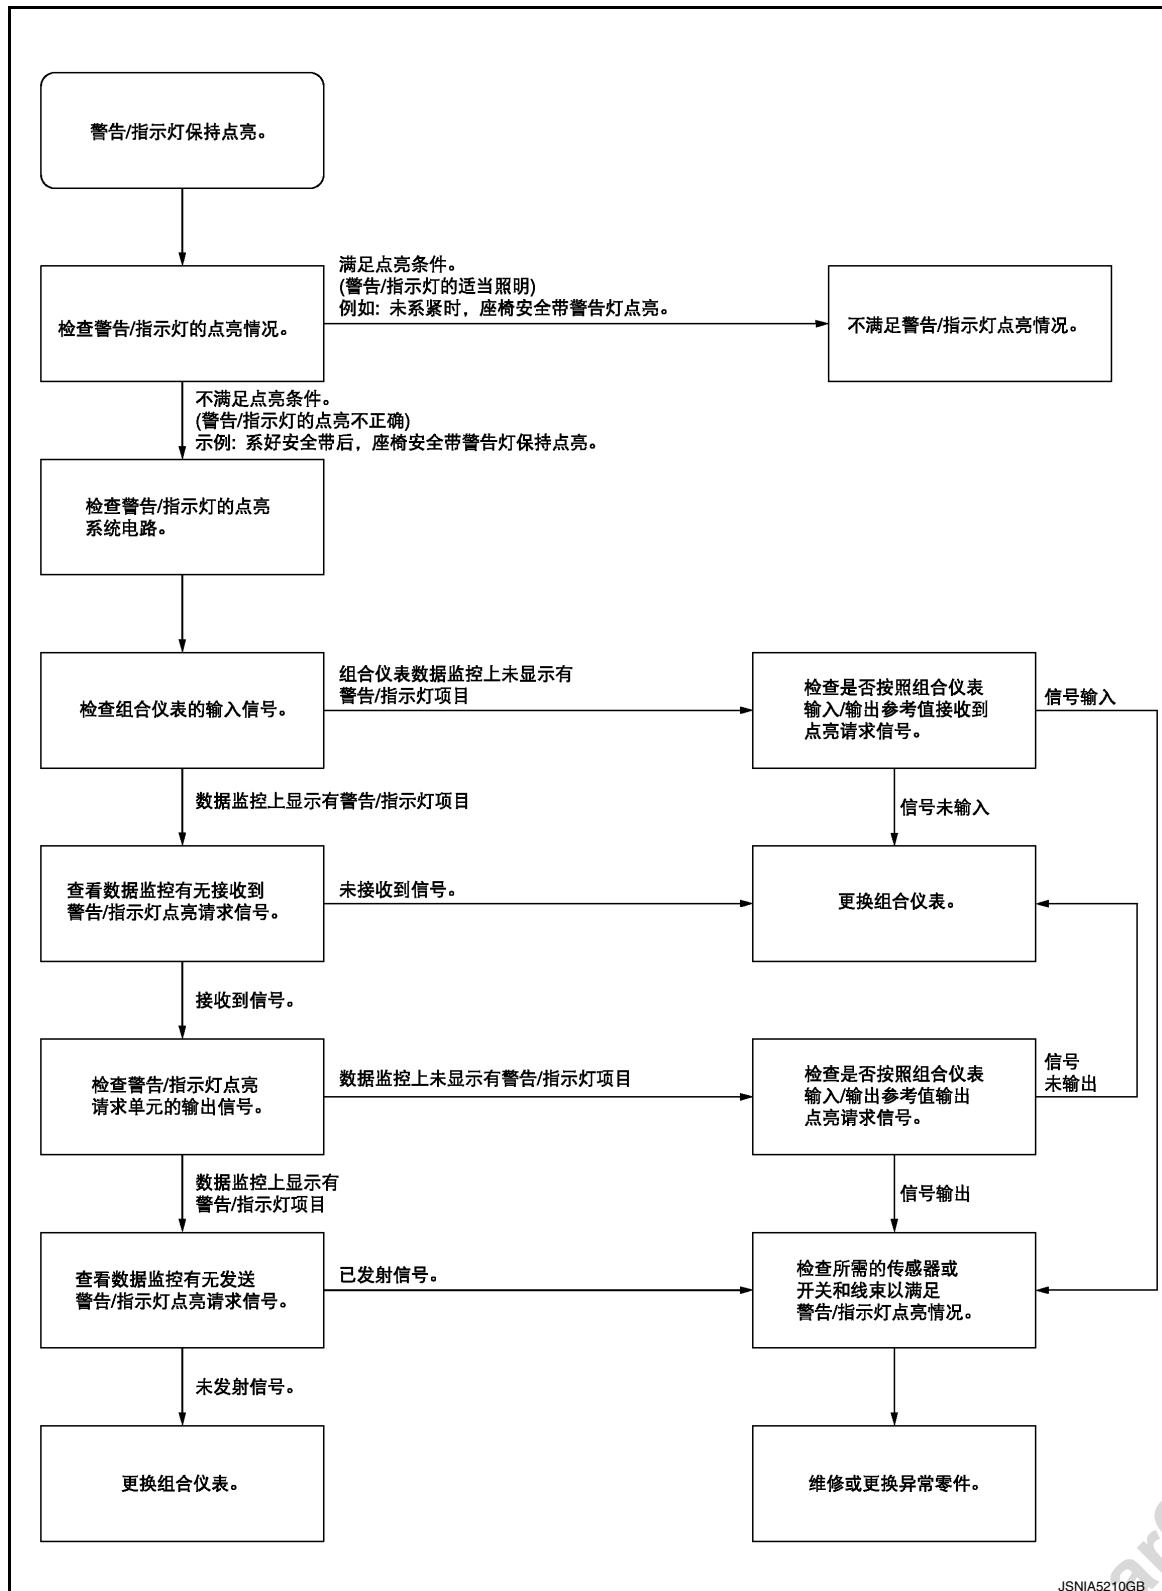 警告/指示灯保持点亮。
满足点亮条件。
(警告/指示灯的适当照明)
例如: 未系紧时，座椅安全带警告灯点亮。
检查警告/指示灯的点亮情况。
不满足警告/指示灯点亮情况。
不满足点亮条件。
(警告/指示灯的点亮不正确)
示例: 系好安全带后，座椅安全带警告灯保持点亮。
检查警告/指示灯的点亮
系统电路。
检查组合仪表的输入信号。
组合仪表数据监控上未显示有
警告/指示灯项目
检查是否按照组合仪表
输入/输出参考值接收到
点亮请求信号。
信号输入
数据监控上显示有警告/指示灯项目
信号未输入
查看数据监控有无接收到
警告/指示灯点亮请求信号。
未接收到信号。
更换组合仪表。
接收到信号。
检查警告/指示灯点亮
请求单元的输出信号。
数据监控上未显示有警告/指示灯项目
检查是否按照组合仪表
输入/输出参考值输出
点亮请求信号。
信号
未输出
数据监控上显示有
警告/指示灯项目
信号输出
查看数据监控有无发送
警告/指示灯点亮请求信号。
已发射信号。
检查所需的传感器或
开关和线束以满足
警告/指示灯点亮情况。
未发射信号。
更换组合仪表。
维修或更换异常零件。
JSNIA5210GB